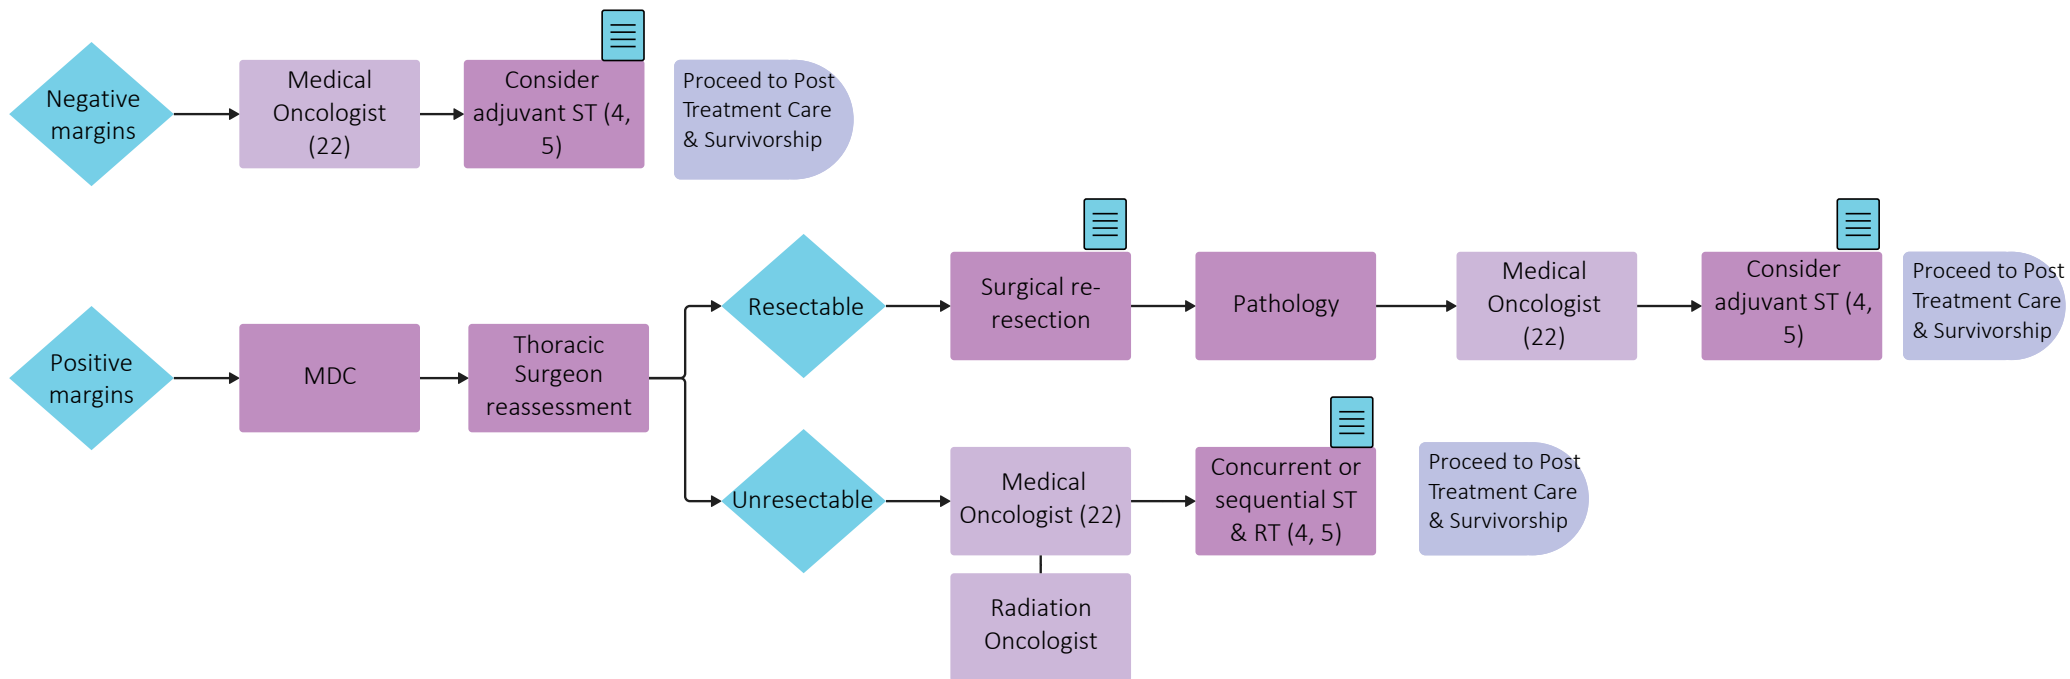 Negative
margins
Medical
Oncologist
(22)
Consider
adjuvant ST (4,
5)
Proceed to Post
Treatment Care
& Survivorship
Positive
margins
MDC
Thoracic
Surgeon
reassessment
Resectable
Surgical re-
resection
Pathology
Medical
Oncologist
(22)
Consider
adjuvant ST (4,
5)
Proceed to Post
Treatment Care
& Survivorship
Unresectable
Medical
Oncologist (22)
Radiation
Oncologist
Concurrent or
sequential ST
& RT (4, 5)
Proceed to Post
Treatment Care
& Survivorship